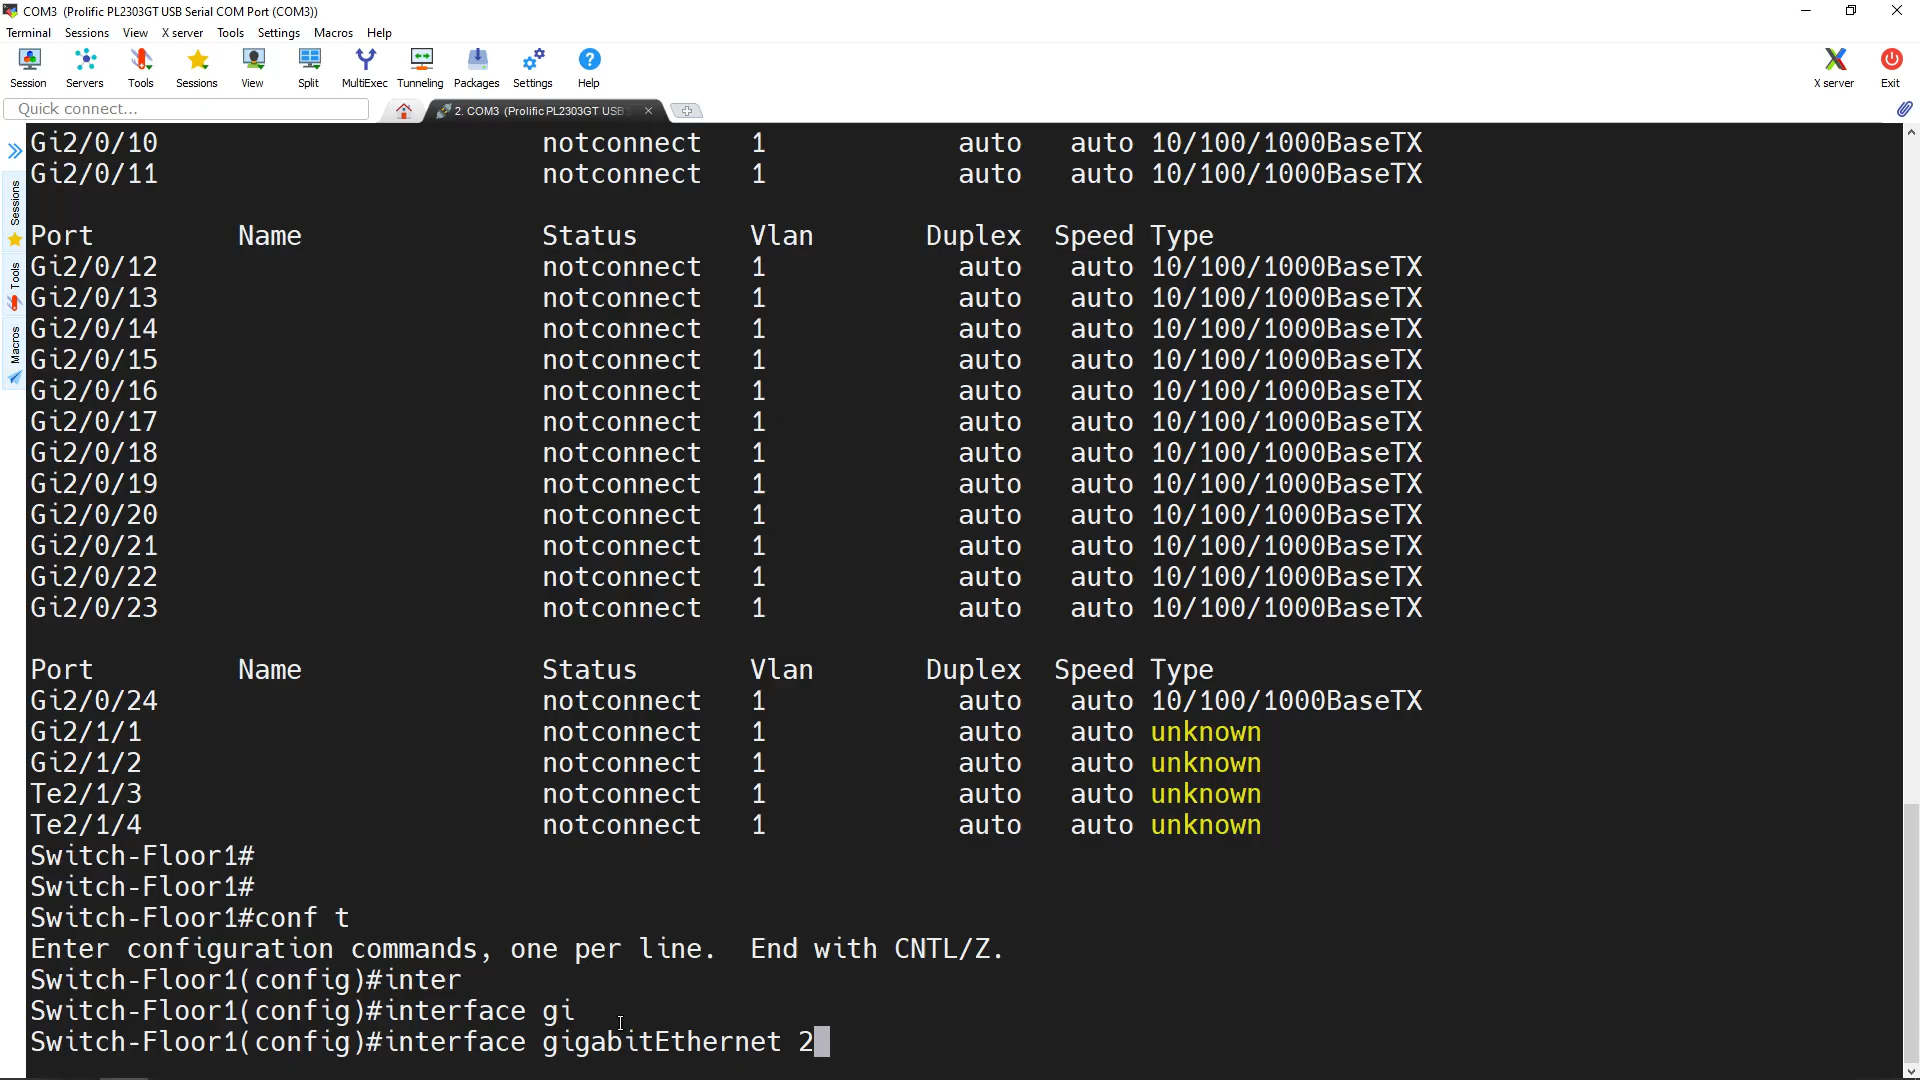 COM3 (Prolific PL2303GT USB Serial COM Port (COM3))
Terminal Sessions View X server Tools Settings Macros Help
Session Servers Tools Sessions View Split MultiExec Tunneling Packages Settings Help X server Exit
Quick connect... 2. COM3 (Prolific PL2303GT USB
Sessions
Tools
Macros
Gi2/0/10 notconnect 1 auto auto 10/100/1000BaseTX
Gi2/0/11 notconnect 1 auto auto 10/100/1000BaseTX
Port Name Status Vlan Duplex Speed Type
Gi2/0/12 notconnect 1 auto auto 10/100/1000BaseTX
Gi2/0/13 notconnect 1 auto auto 10/100/1000BaseTX
Gi2/0/14 notconnect 1 auto auto 10/100/1000BaseTX
Gi2/0/15 notconnect 1 auto auto 10/100/1000BaseTX
Gi2/0/16 notconnect 1 auto auto 10/100/1000BaseTX
Gi2/0/17 notconnect 1 auto auto 10/100/1000BaseTX
Gi2/0/18 notconnect 1 auto auto 10/100/1000BaseTX
Gi2/0/19 notconnect 1 auto auto 10/100/1000BaseTX
Gi2/0/20 notconnect 1 auto auto 10/100/1000BaseTX
Gi2/0/21 notconnect 1 auto auto 10/100/1000BaseTX
Gi2/0/22 notconnect 1 auto auto 10/100/1000BaseTX
Gi2/0/23 notconnect 1 auto auto 10/100/1000BaseTX
Port Name Status Vlan Duplex Speed Type
Gi2/0/24 notconnect 1 auto auto 10/100/1000BaseTX
Gi2/1/1 notconnect 1 auto auto unknown
Gi2/1/2 notconnect 1 auto auto unknown
Te2/1/3 notconnect 1 auto auto unknown
Te2/1/4 notconnect 1 auto auto unknown
Switch-Floor1#
Switch-Floor1#
Switch-Floor1#conf t
Enter configuration commands, one per line. End with CNTL/Z.
Switch-Floor1(config)#inter
Switch-Floor1(config)#interface gi
Switch-Floor1(config)#interface gigabitEthernet 2